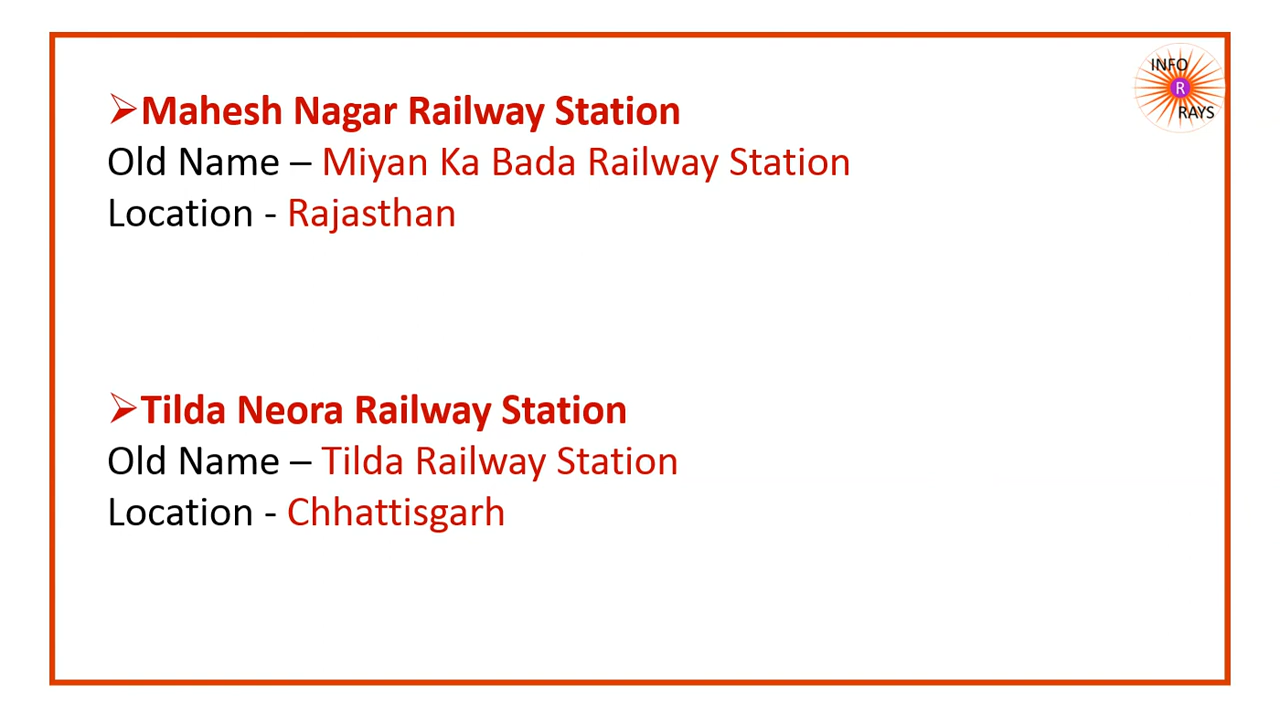 INFO
R
RAYS
➢Mahesh Nagar Railway Station
Old Name – Miyan Ka Bada Railway Station
Location - Rajasthan
➢Tilda Neora Railway Station
Old Name – Tilda Railway Station
Location - Chhattisgarh